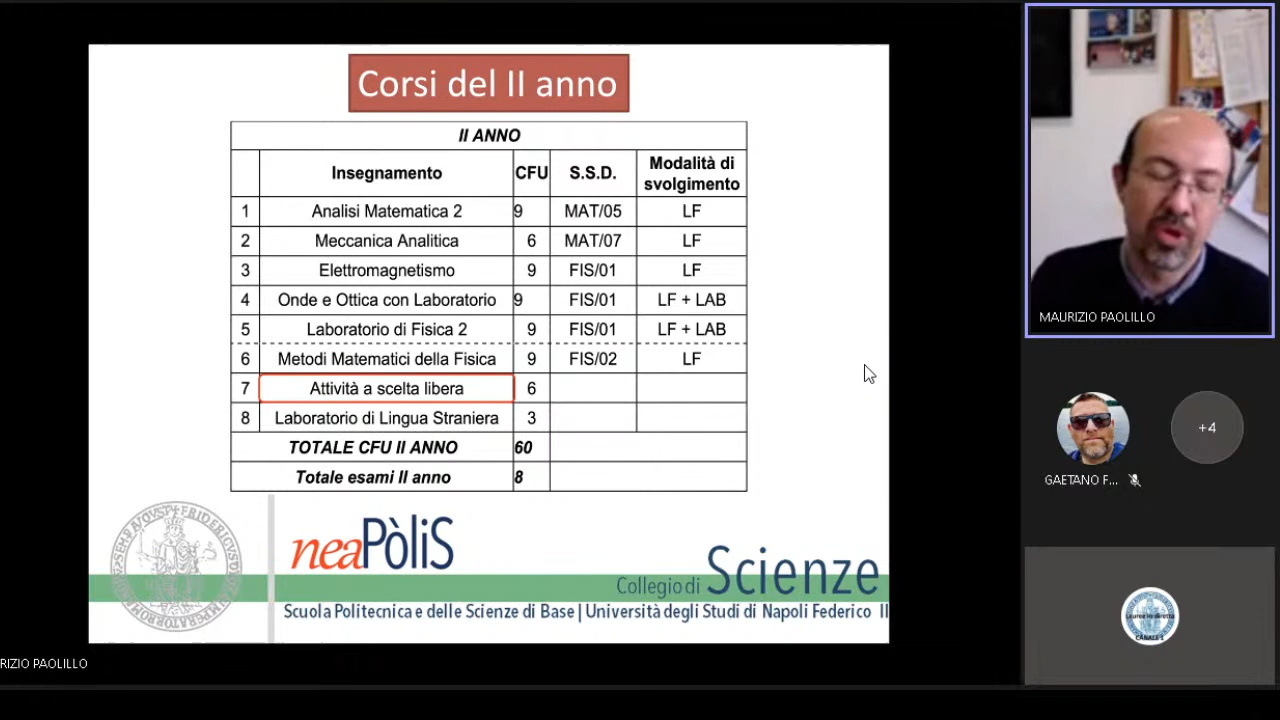 Corsi del II anno
II ANNO
Insegnamento CFU S.S.D. Modalità di svolgimento
1 Analisi Matematica 2 9 MAT/05 LF
2 Meccanica Analitica 6 MAT/07 LF
3 Elettromagnetismo 9 FIS/01 LF
4 Onde e Ottica con Laboratorio 9 FIS/01 LF + LAB
5 Laboratorio di Fisica 2 9 FIS/01 LF + LAB
6 Metodi Matematici della Fisica 9 FIS/02 LF
7 Attività a scelta libera 6
8 Laboratorio di Lingua Straniera 3
TOTALE CFU II ANNO 60
Totale esami II anno 8
neaPòliS
Collegio di Scienze
Scuola Politecnica e delle Scienze di Base | Università degli Studi di Napoli Federico II
RIZIO PAOLILLO
MAURIZIO PAOLILLO
GAETANO F...
+4
CANALE 1